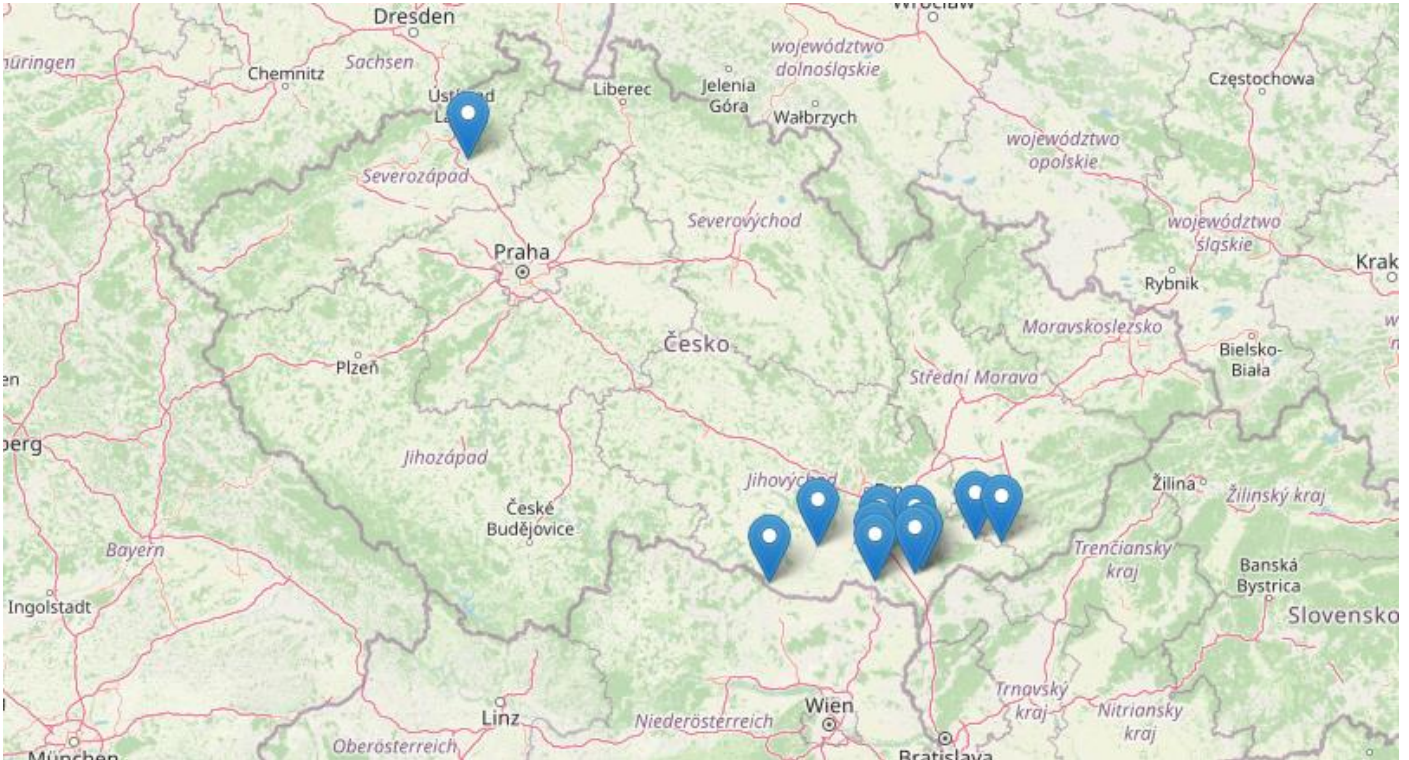 Dresden
Sachsen
Chemnitz
Liberec
Jelenia
Góra
województwo
dolnośląskie
Wałbrzych
Częstochowa
województwo
opolskie
Severozápad
Severovýchod
województwo
śląskie
Praha
Krak
Rybnik
Moravskoslezsko
Česko
Bielsko-
Biała
Plzeň
Střední Morava
en
berg
Jihozápad
Jihovýchod
Žilina
Žilinský kraj
České
Budějovice
Bayern
Trenčiansky
kraj
Banská
Bystrica
Ingolstadt
Slovensko
Trnavský
kraj
Nitriansky
kraj
Linz
Niederösterreich
Wien
Oberösterreich
München
Bratislava